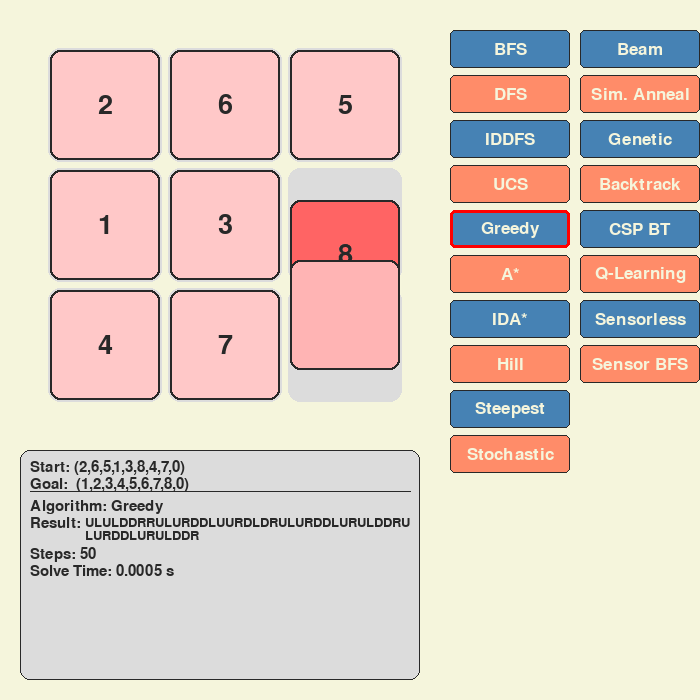 2 6 5
1 3 8
4 7
BFS Beam
DFS Sim. Anneal
IDDFS Genetic
UCS Backtrack
Greedy CSP BT
A* Q-Learning
IDA* Sensorless
Hill Sensor BFS
Steepest
Stochastic
Start: (2,6,5,1,3,8,4,7,0)
Goal: (1,2,3,4,5,6,7,8,0)
Algorithm: Greedy
Result: ULULDDRRULURDDLUURDLDRULURDDLURULDDRU
LURDDLURULDDR
Steps: 50
Solve Time: 0.0005 s